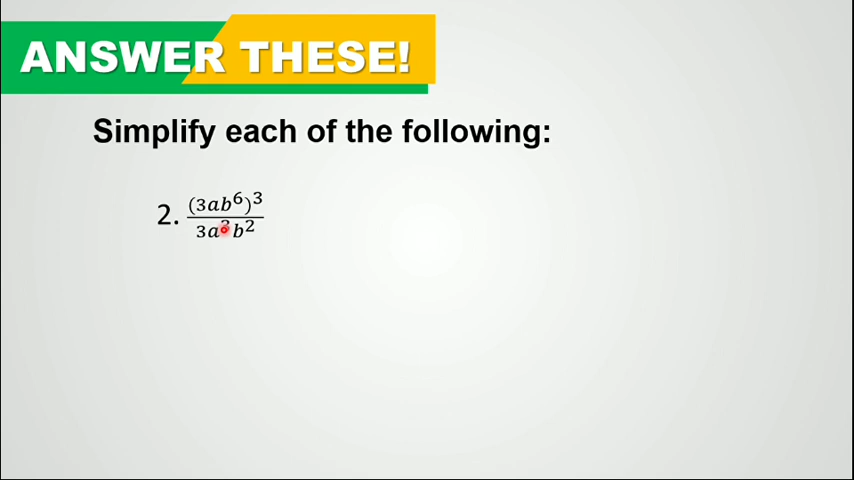 ANSWER THESE!
Simplify each of the following:
2. (3ab⁶)³ / 3a b²